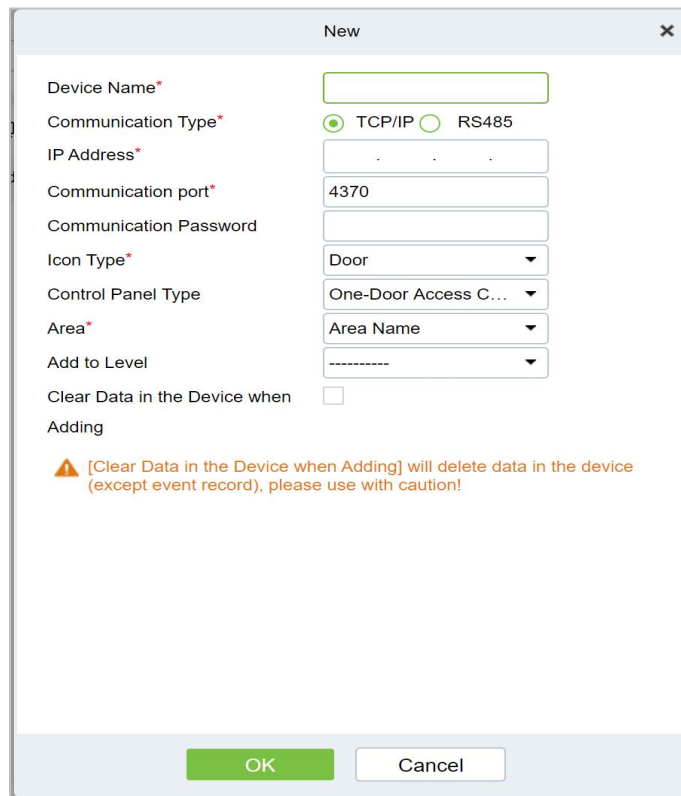 New
Device Name*
Communication Type* TCP/IP RS485
IP Address* . . .
Communication port* 4370
Communication Password
Icon Type* Door
Control Panel Type One-Door Access C...
Area* Area Name
Add to Level ----------
Clear Data in the Device when
Adding
[Clear Data in the Device when Adding] will delete data in the device
(except event record), please use with caution!
OK Cancel